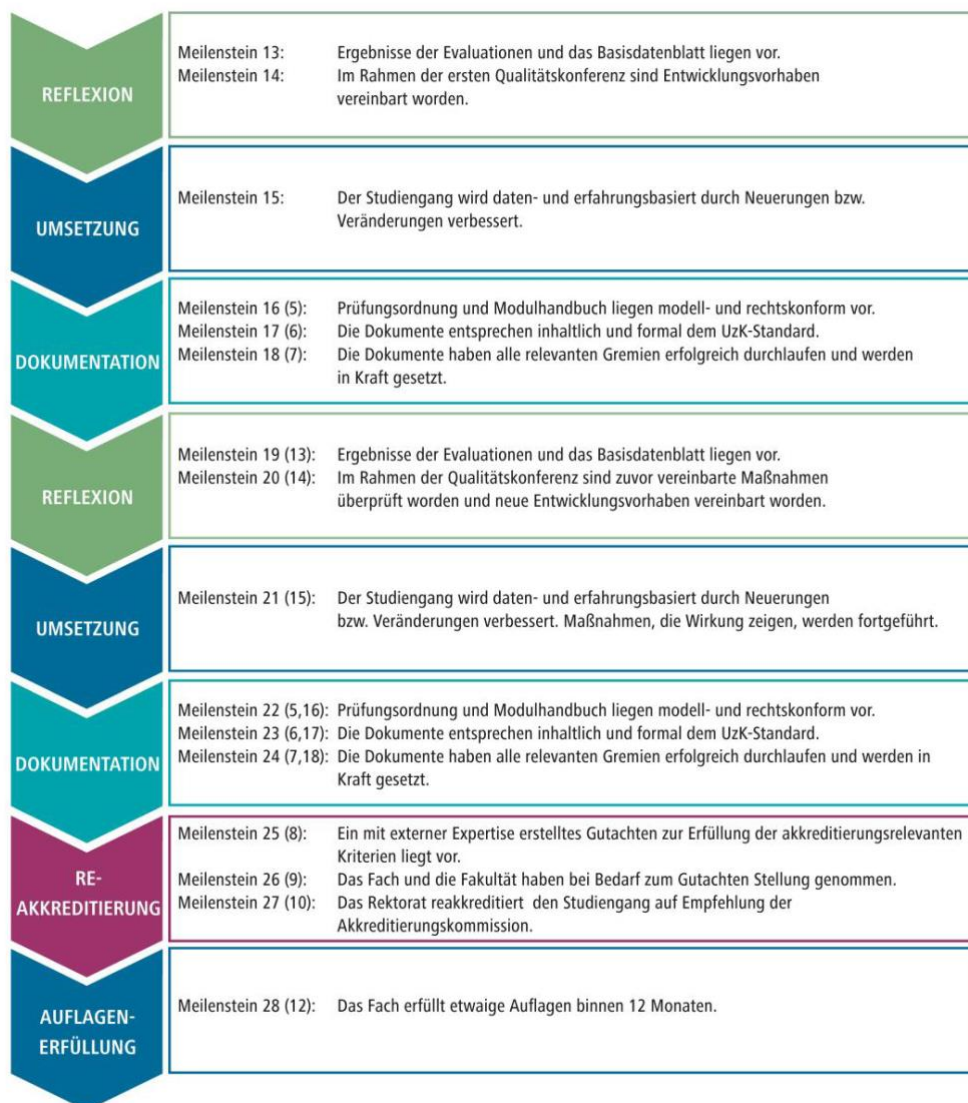 REFLEXION
Meilenstein 13: Ergebnisse der Evaluationen und das Basisdatenblatt liegen vor.
Meilenstein 14: Im Rahmen der ersten Qualitätskonferenz sind Entwicklungsvorhaben
vereinbart worden.
UMSETZUNG
Meilenstein 15: Der Studiengang wird daten- und erfahrungsbasiert durch Neuerungen bzw.
Veränderungen verbessert.
DOKUMENTATION
Meilenstein 16 (5): Prüfungsordnung und Modulhandbuch liegen modell- und rechtskonform vor.
Meilenstein 17 (6): Die Dokumente entsprechen inhaltlich und formal dem UzK-Standard.
Meilenstein 18 (7): Die Dokumente haben alle relevanten Gremien erfolgreich durchlaufen und werden
in Kraft gesetzt.
REFLEXION
Meilenstein 19 (13): Ergebnisse der Evaluationen und das Basisdatenblatt liegen vor.
Meilenstein 20 (14): Im Rahmen der Qualitätskonferenz sind zuvor vereinbarte Maßnahmen
überprüft worden und neue Entwicklungsvorhaben vereinbart worden.
UMSETZUNG
Meilenstein 21 (15): Der Studiengang wird daten- und erfahrungsbasiert durch Neuerungen
bzw. Veränderungen verbessert. Maßnahmen, die Wirkung zeigen, werden fortgeführt.
DOKUMENTATION
Meilenstein 22 (5,16): Prüfungsordnung und Modulhandbuch liegen modell- und rechtskonform vor.
Meilenstein 23 (6,17): Die Dokumente entsprechen inhaltlich und formal dem UzK-Standard.
Meilenstein 24 (7,18): Die Dokumente haben alle relevanten Gremien erfolgreich durchlaufen und werden in
Kraft gesetzt.
RE-
AKKREDITIERUNG
Meilenstein 25 (8): Ein mit externer Expertise erstelltes Gutachten zur Erfüllung der akkreditierungsrelevanten
Kriterien liegt vor.
Meilenstein 26 (9): Das Fach und die Fakultät haben bei Bedarf zum Gutachten Stellung genommen.
Meilenstein 27 (10): Das Rektorat reakkreditiert den Studiengang auf Empfehlung der
Akkreditierungskommission.
AUFLAGEN-
ERFÜLLUNG
Meilenstein 28 (12): Das Fach erfüllt etwaige Auflagen binnen 12 Monaten.